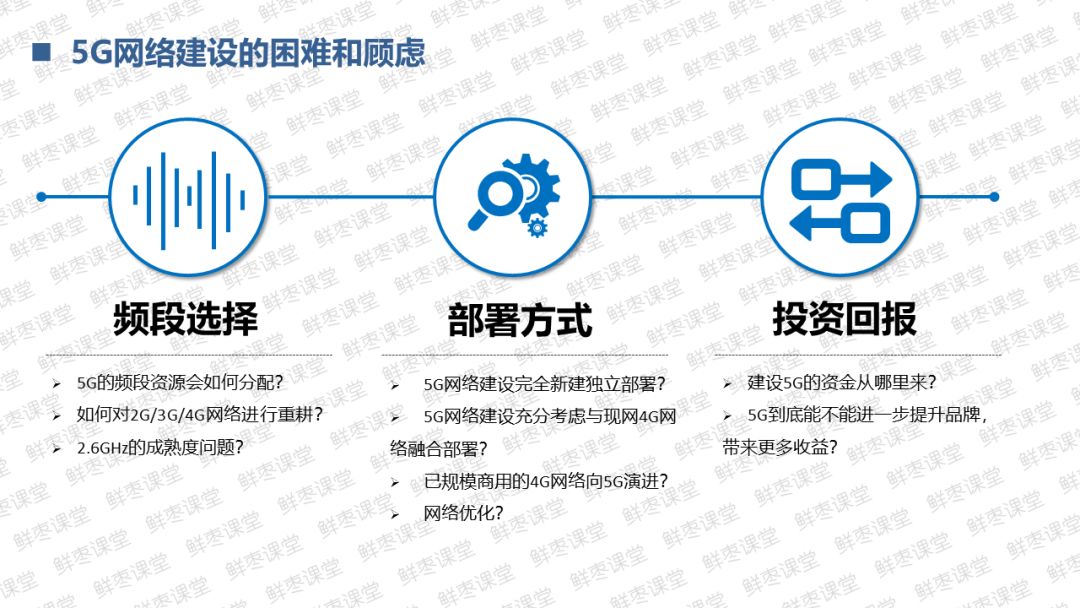 5G网络建设的困难和顾虑
频段选择
5G的频段资源会如何分配?
如何对2G/3G/4G网络进行重耕?
2.6GHz的成熟度问题?
部署方式
5G网络建设完全新建独立部署?
5G网络建设充分考虑与现网4G网
络融合部署?
已规模商用的4G网络向5G演进?
网络优化?
投资回报
建设5G的资金从哪里来?
5G到底能不能进一步提升品牌,
带来更多收益?
鲜枣课堂